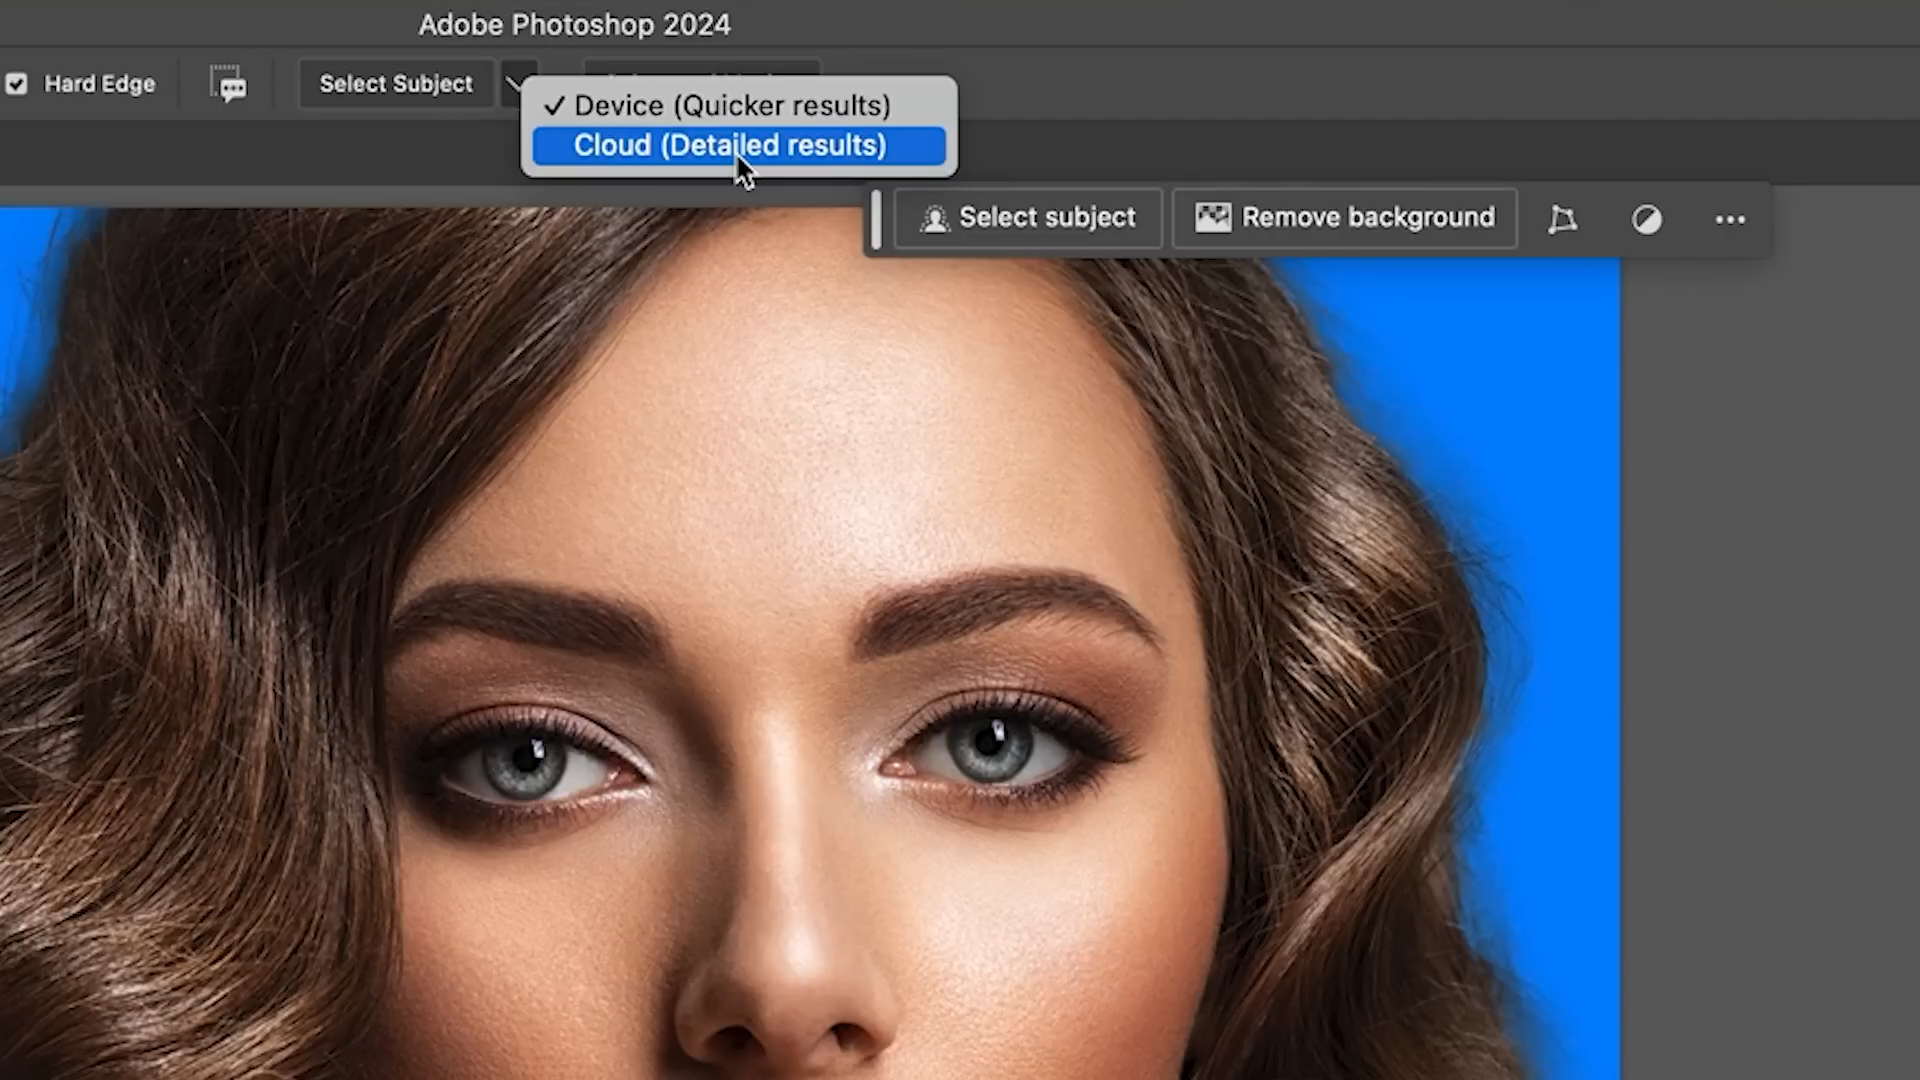 Adobe Photoshop 2024
Hard Edge
Select Subject
✓ Device (Quicker results)
Cloud (Detailed results)
Select subject
Remove background